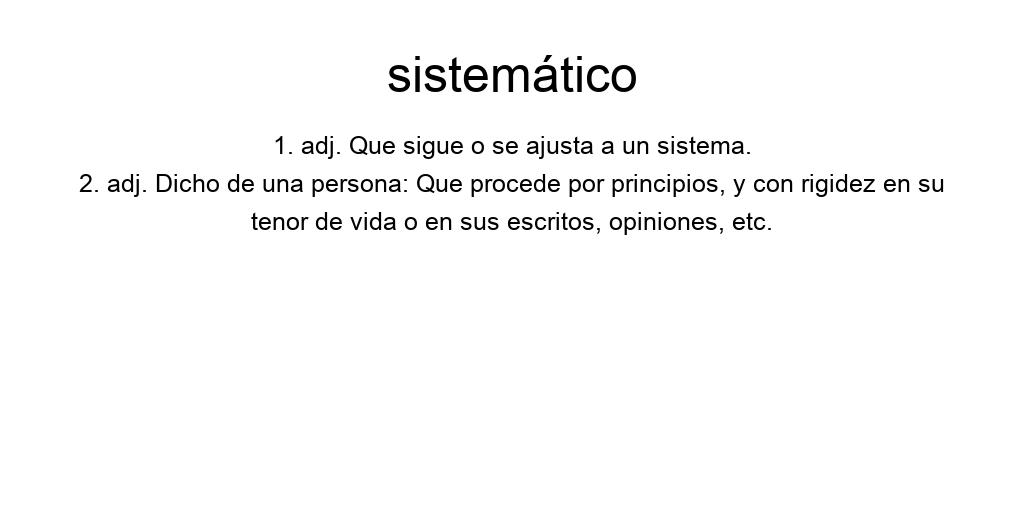 sistemático
1. adj. Que sigue o se ajusta a un sistema.
2. adj. Dicho de una persona: Que procede por principios, y con rigidez en su
tenor de vida o en sus escritos, opiniones, etc.